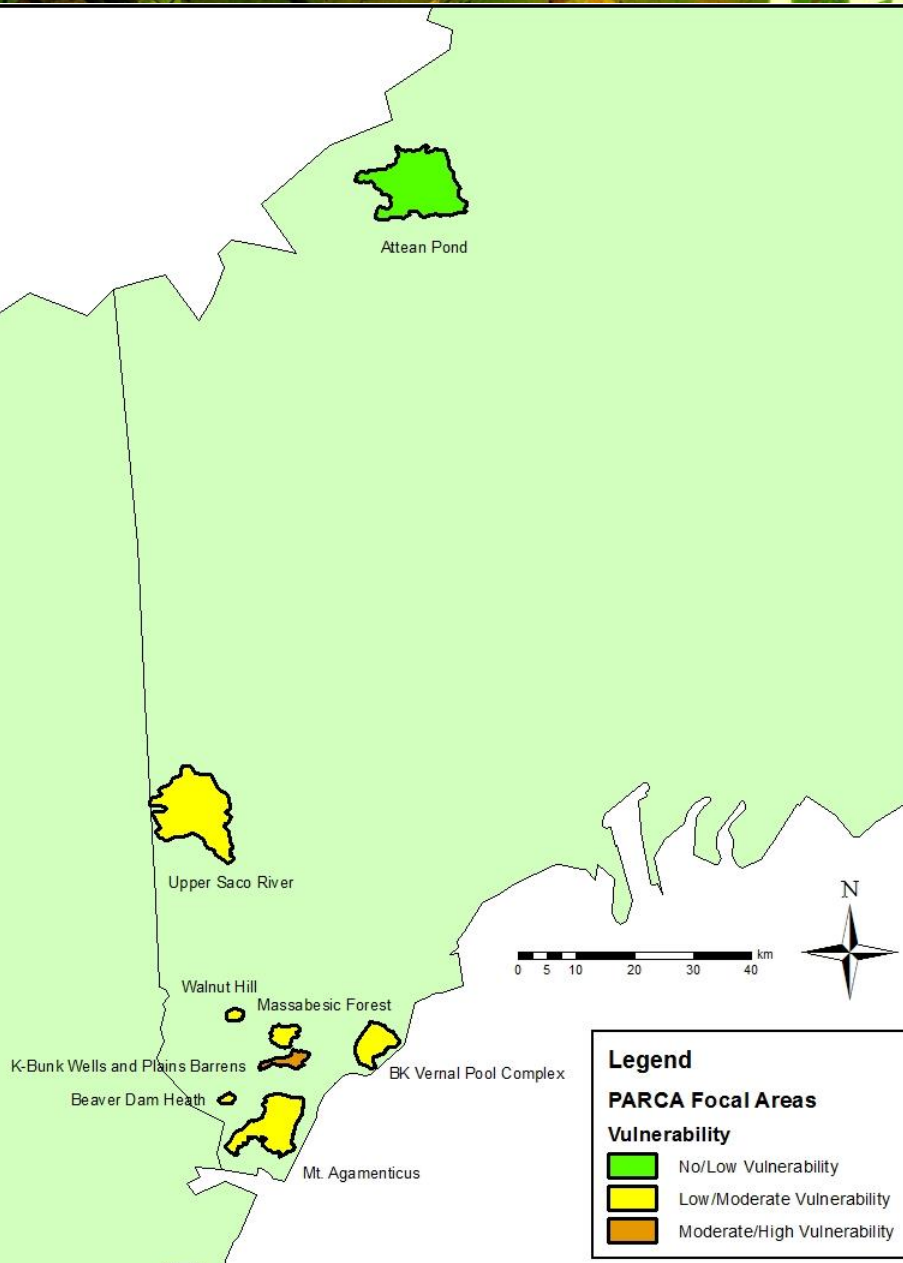 Attean Pond
Upper Saco River
N
km
0 5 10 20 30 40
Walnut Hill
Massabesic Forest
K-Bunk Wells and Plains Barrens
BK Vernal Pool Complex
Beaver Dam Heath
Mt. Agamenticus
Legend
PARCA Focal Areas
Vulnerability
No/Low Vulnerability
Low/Moderate Vulnerability
Moderate/High Vulnerability